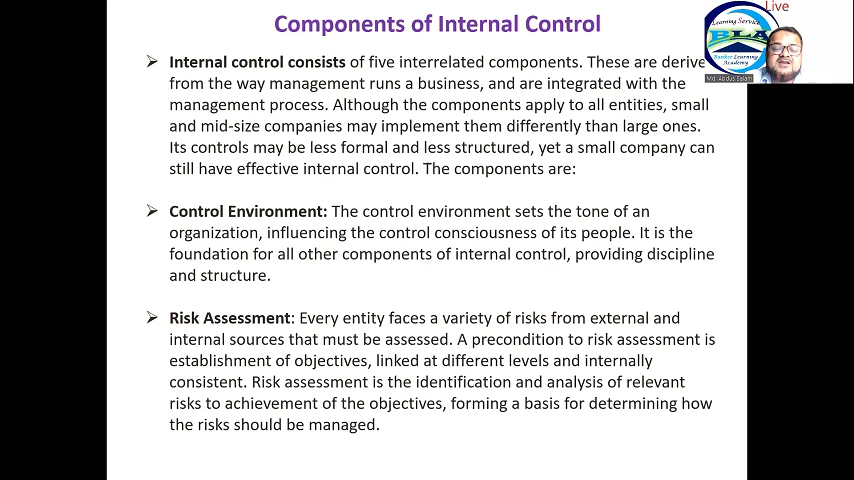 Components of Internal Control
Live
Learning Service
BLA
Banker Learning
Academy
Md. Abdus Salam
➢ Internal control consists of five interrelated components. These are derive
from the way management runs a business, and are integrated with the
management process. Although the components apply to all entities, small
and mid-size companies may implement them differently than large ones.
Its controls may be less formal and less structured, yet a small company can
still have effective internal control. The components are:
➢ Control Environment: The control environment sets the tone of an
organization, influencing the control consciousness of its people. It is the
foundation for all other components of internal control, providing discipline
and structure.
➢ Risk Assessment: Every entity faces a variety of risks from external and
internal sources that must be assessed. A precondition to risk assessment is
establishment of objectives, linked at different levels and internally
consistent. Risk assessment is the identification and analysis of relevant
risks to achievement of the objectives, forming a basis for determining how
the risks should be managed.